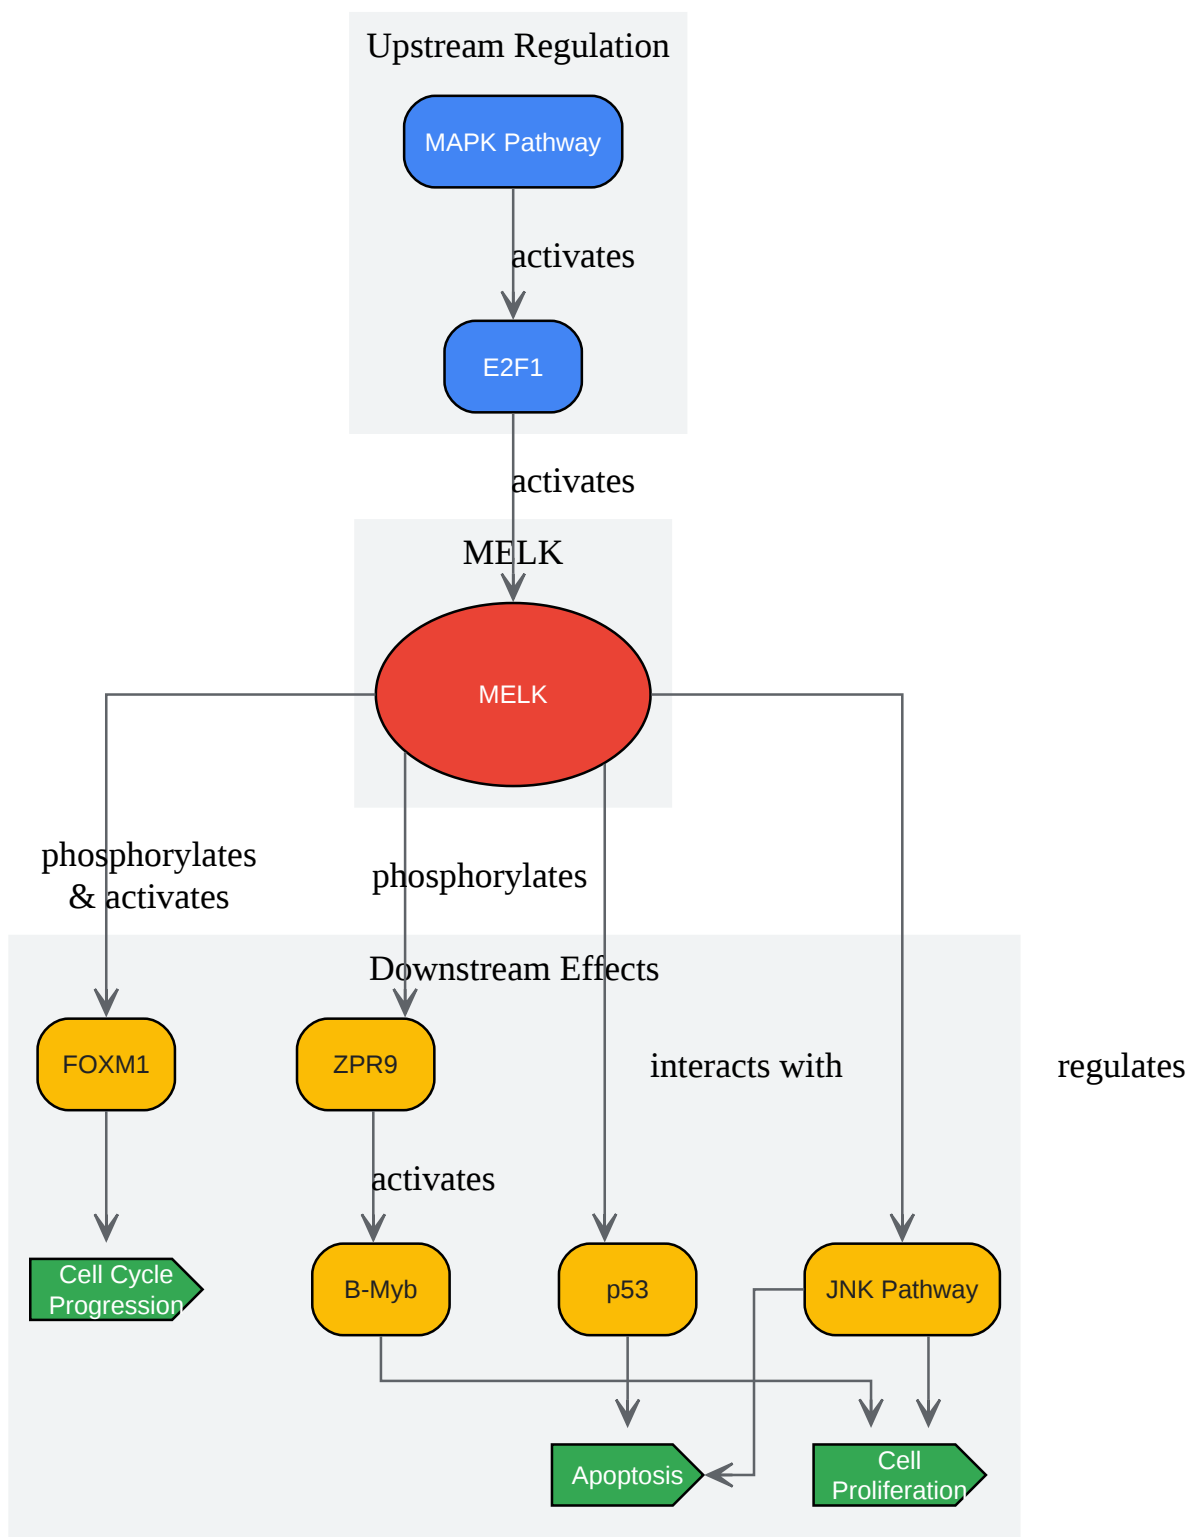 Upstream Regulation
MAPK Pathway
activates
E2F1
activates
MELK
MELK
phosphorylates
& activates
phosphorylates
Downstream Effects
FOXM1
ZPR9
interacts with
regulates
activates
Cell Cycle
Progression
B-Myb
p53
JNK Pathway
Apoptosis
Cell
Proliferation